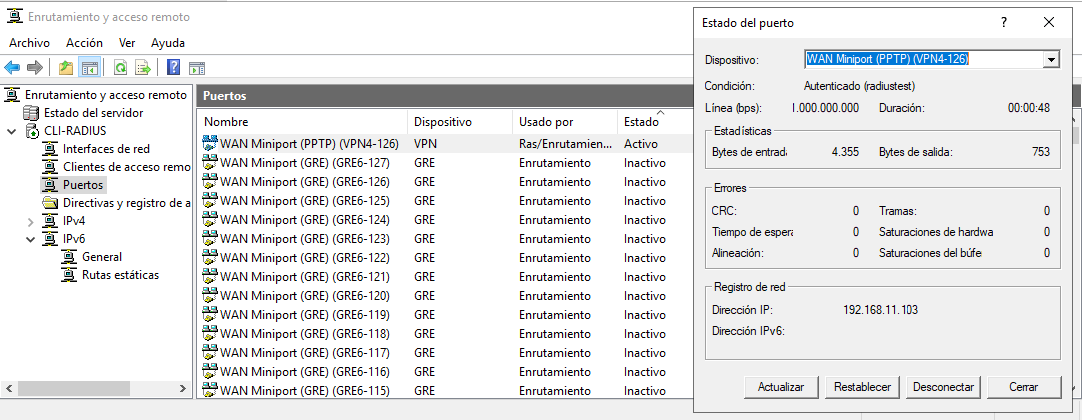 Enrutamiento y acceso remoto
Archivo Acción Ver Ayuda
Enrutamiento y acceso remoto
Estado del servidor
CLI-RADIUS
Interfaces de red
Clientes de acceso remo
Puertos
Directivas y registro de a
IPv4
IPv6
General
Rutas estáticas
Puertos
Nombre Dispositivo Usado por Estado
WAN Miniport (PPTP) (VPN4-126) VPN Ras/Enrutamien... Activo
WAN Miniport (GRE) (GRE6-127) GRE Enrutamiento Inactivo
WAN Miniport (GRE) (GRE6-126) GRE Enrutamiento Inactivo
WAN Miniport (GRE) (GRE6-125) GRE Enrutamiento Inactivo
WAN Miniport (GRE) (GRE6-124) GRE Enrutamiento Inactivo
WAN Miniport (GRE) (GRE6-123) GRE Enrutamiento Inactivo
WAN Miniport (GRE) (GRE6-122) GRE Enrutamiento Inactivo
WAN Miniport (GRE) (GRE6-121) GRE Enrutamiento Inactivo
WAN Miniport (GRE) (GRE6-120) GRE Enrutamiento Inactivo
WAN Miniport (GRE) (GRE6-119) GRE Enrutamiento Inactivo
WAN Miniport (GRE) (GRE6-118) GRE Enrutamiento Inactivo
WAN Miniport (GRE) (GRE6-117) GRE Enrutamiento Inactivo
WAN Miniport (GRE) (GRE6-116) GRE Enrutamiento Inactivo
WAN Miniport (GRE) (GRE6-115) GRE Enrutamiento Inactivo
Estado del puerto
Dispositivo: WAN Miniport (PPTP) (VPN4-126)
Condición: Autenticado (radiustest)
Línea (bps): 1.000.000.000 Duración: 00:00:48
Estadísticas
Bytes de entrada 4.355 Bytes de salida: 753
Errores
CRC: 0 Tramas: 0
Tiempo de espera 0 Saturaciones de hardwa 0
Alineación: 0 Saturaciones del búfe 0
Registro de red
Dirección IP: 192.168.11.103
Dirección IPv6:
Actualizar Restablecer Desconectar Cerrar